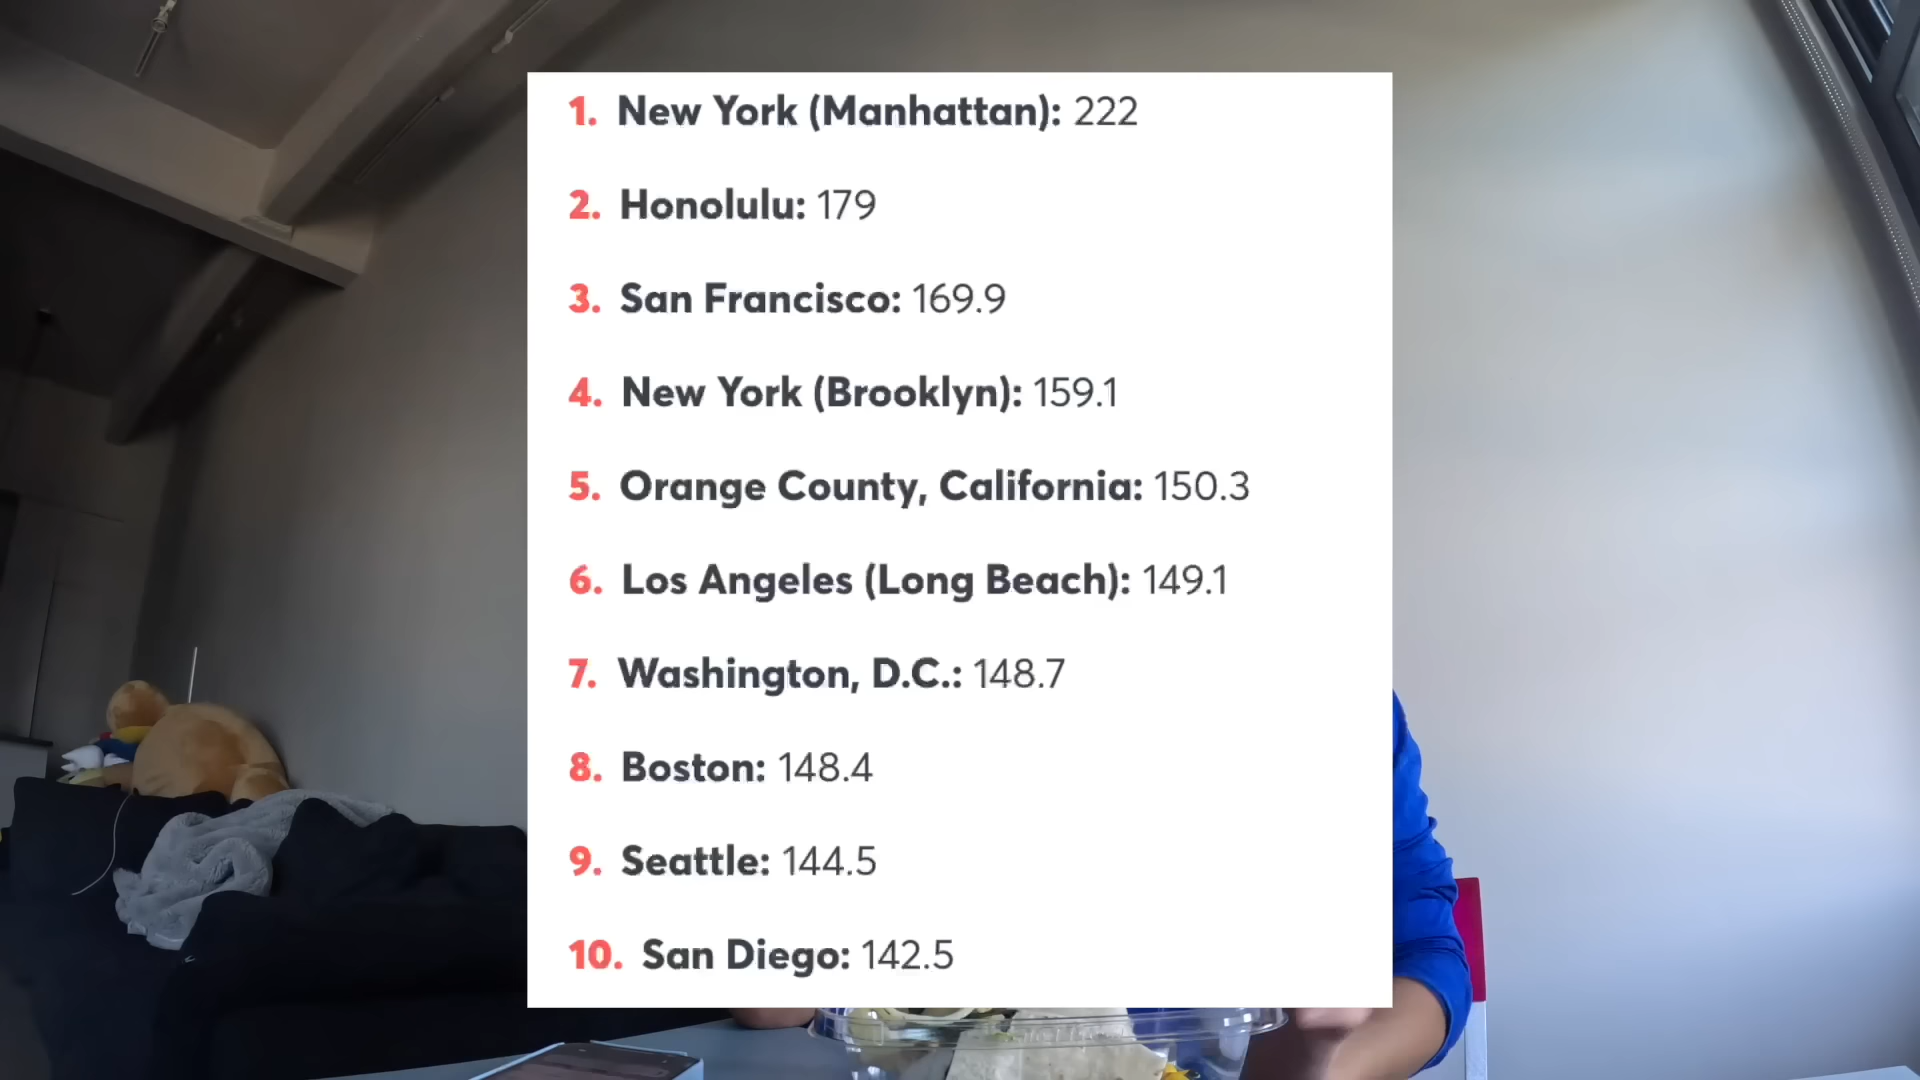 1. New York (Manhattan): 222
2. Honolulu: 179
3. San Francisco: 169.9
4. New York (Brooklyn): 159.1
5. Orange County, California: 150.3
6. Los Angeles (Long Beach): 149.1
7. Washington, D.C.: 148.7
8. Boston: 148.4
9. Seattle: 144.5
10. San Diego: 142.5